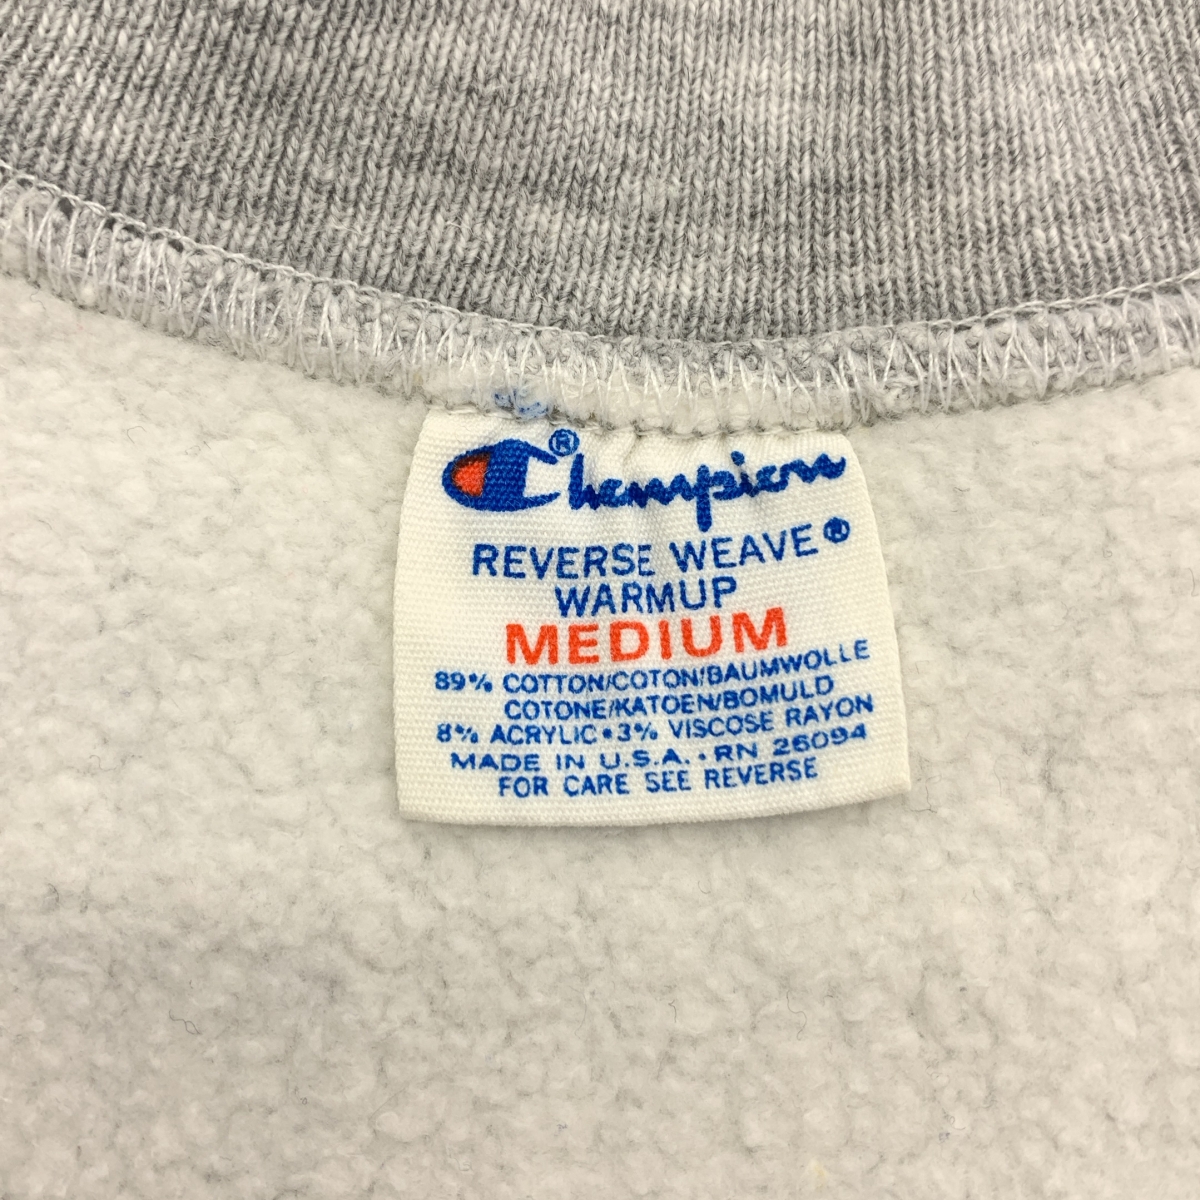 Champion®
REVERSE WEAVE®
WARMUP
MEDIUM
89% COTTON/COTON/BAUMWOLLE
COTONE/KATOEN/BOMULD
8% ACRYLIC•3% VISCOSE RAYON
MADE IN U.S.A. • RN 26094
FOR CARE SEE REVERSE